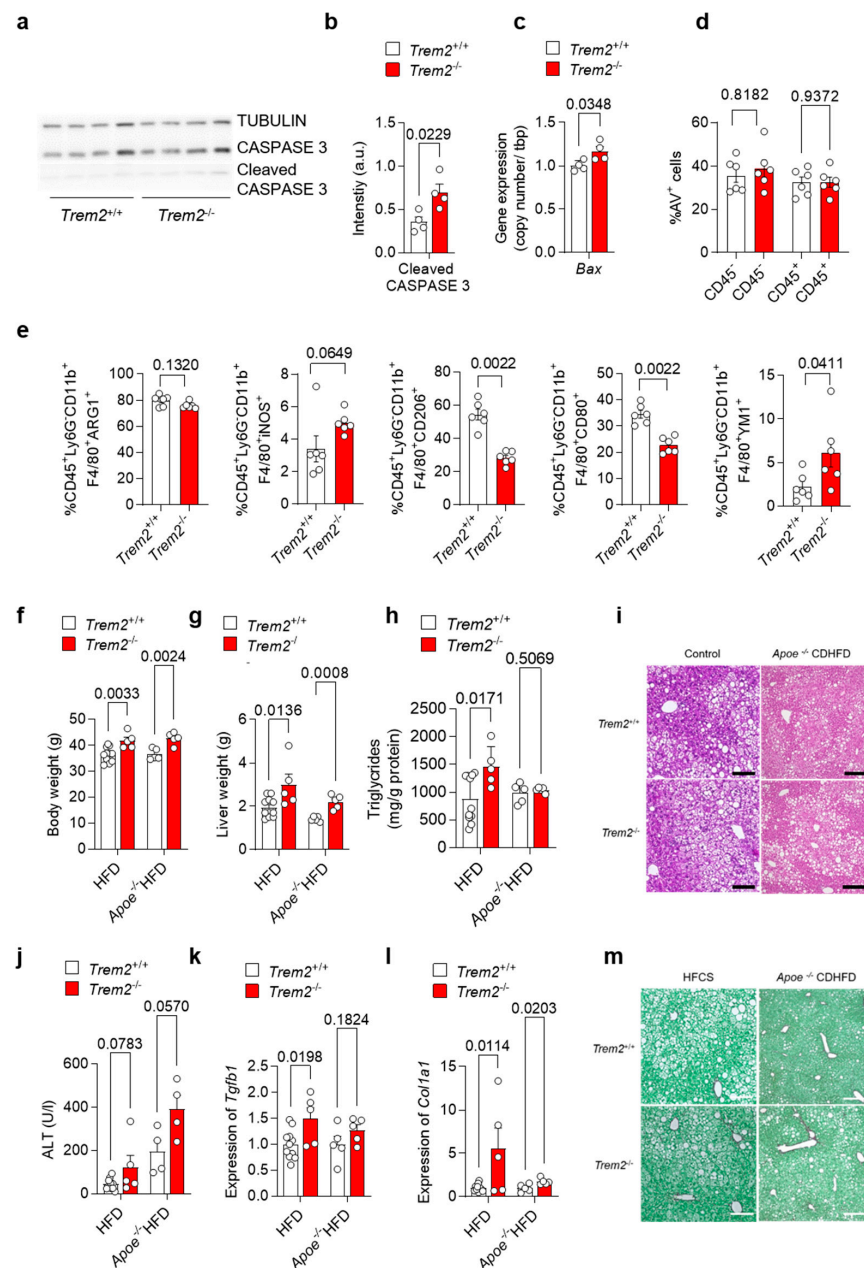 a
TUBULIN
CASPASE 3
Cleaved
CASPASE 3
Trem2+/+
Trem2-/-
b
Trem2+/+
Trem2-/-
0.0229
Intenstiy (a.u.)
1.5
1.0
0.5
0.0
Cleaved
CASPASE 3
c
Trem2+/+
Trem2-/-
0.0348
Gene expression
(copy number/ tbp)
1.5
1.0
0.5
0.0
Bax
d
0.8182
0.9372
%AV+ cells
60
40
20
0
CD45-
CD45-
CD45+
CD45+
e
0.1320
%CD45+Ly6G-CD11b+
F4/80+ARG1+
100
80
60
40
20
0
Trem2+/+
Trem2-/-
0.0649
%CD45+Ly6G-CD11b+
F4/80+iNOS+
8
6
4
2
0
Trem2+/+
Trem2-/-
0.0022
%CD45+Ly6G-CD11b+
F4/80+CD206+
80
60
40
20
0
Trem2+/+
Trem2-/-
0.0022
%CD45+Ly6G-CD11b+
F4/80+CD80+
50
40
30
20
10
0
Trem2+/+
Trem2-/-
0.0411
%CD45+Ly6G-CD11b+
F4/80+YM1+
15
10
5
0
Trem2+/+
Trem2-/-
f
Trem2+/+
Trem2-/-
0.0033
0.0024
Body weight (g)
50
40
30
20
10
0
HFD
Apoe-/-HFD
g
Trem2+/+
Trem2-/
0.0136
0.0008
Liver weight (g)
6
4
2
0
HFD
Apoe-/-HFD
h
Trem2+/+
Trem2-/-
0.0171
0.5069
Triglycerides
(mg/g protein)
2500
2000
1500
1000
500
0
HFD
Apoe-/-HFD
i
Control
Apoe -/- CDHFD
Trem2+/+
Trem2-/-
j
Trem2+/+
Trem2-/-
0.0783
0.0570
ALT (U/l)
600
400
200
0
HFD
Apoe-/-HFD
k
Trem2+/+
Trem2-/-
0.0198
0.1824
Expression of Tgfb1
2.5
2.0
1.5
1.0
0.5
0.0
HFD
Apoe-/-HFD
l
Trem2+/+
Trem2-/-
0.0114
0.0203
Expression of Col1a1
15
10
5
0
HFD
Apoe-/-HFD
m
HFCS
Apoe -/- CDHFD
Trem2+/+
Trem2-/-